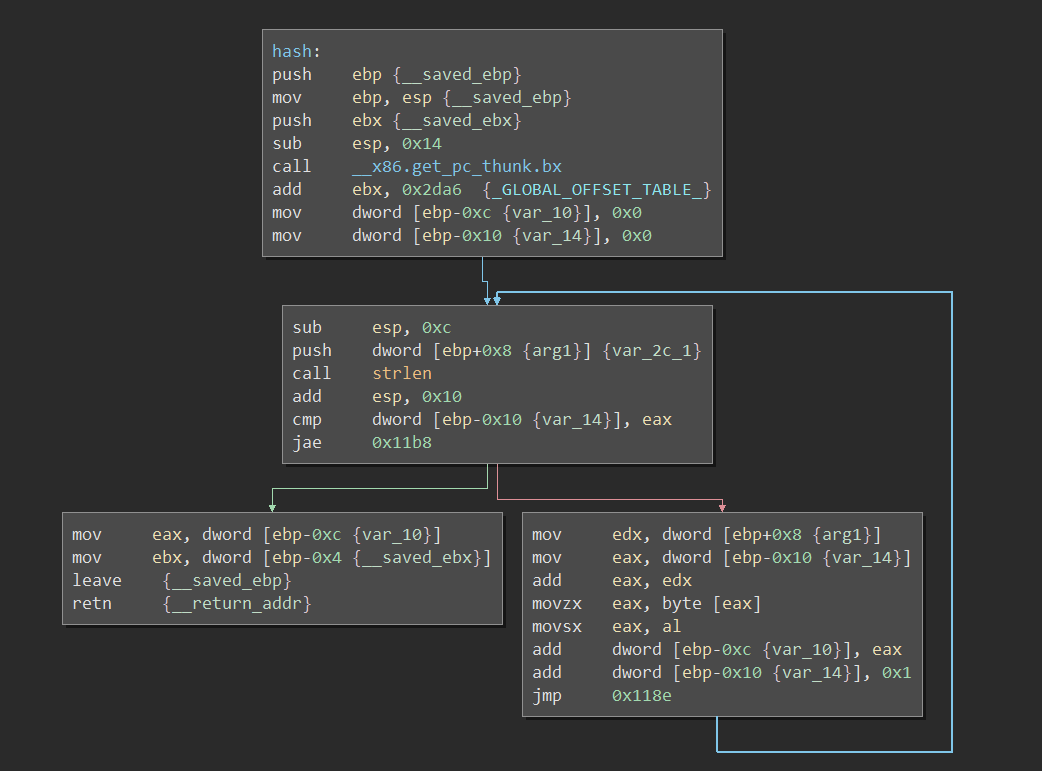 hash:
push ebp {__saved_ebp}
mov ebp, esp {__saved_ebp}
push ebx {__saved_ebx}
sub esp, 0x14
call __x86.get_pc_thunk.bx
add ebx, 0x2da6 {_GLOBAL_OFFSET_TABLE_}
mov dword [ebp-0xc {var_10}], 0x0
mov dword [ebp-0x10 {var_14}], 0x0
sub esp, 0xc
push dword [ebp+0x8 {arg1}] {var_2c_1}
call strlen
add esp, 0x10
cmp dword [ebp-0x10 {var_14}], eax
jae 0x11b8
mov eax, dword [ebp-0xc {var_10}]
mov ebx, dword [ebp-0x4 {__saved_ebx}]
leave {__saved_ebp}
retn {__return_addr}
mov edx, dword [ebp+0x8 {arg1}]
mov eax, dword [ebp-0x10 {var_14}]
add eax, edx
movzx eax, byte [eax]
movsx eax, al
add dword [ebp-0xc {var_10}], eax
add dword [ebp-0x10 {var_14}], 0x1
jmp 0x118e